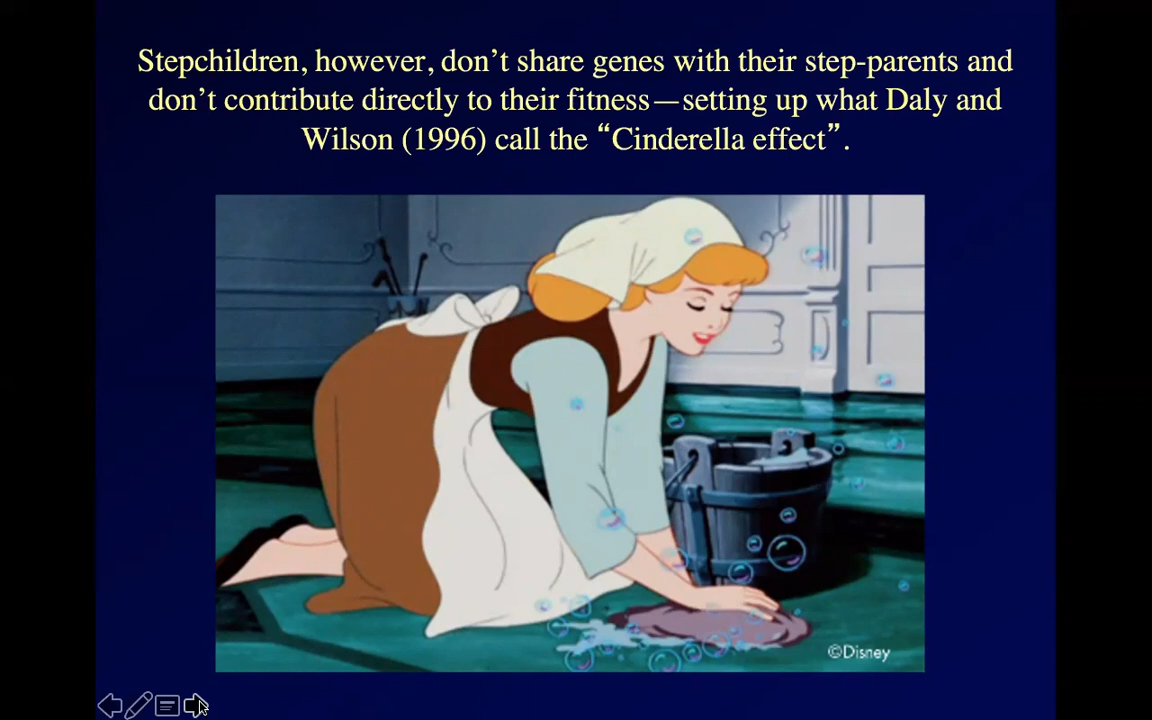 Stepchildren, however, don’t share genes with their step-parents and
don’t contribute directly to their fitness—setting up what Daly and
Wilson (1996) call the “Cinderella effect”.
©Disney